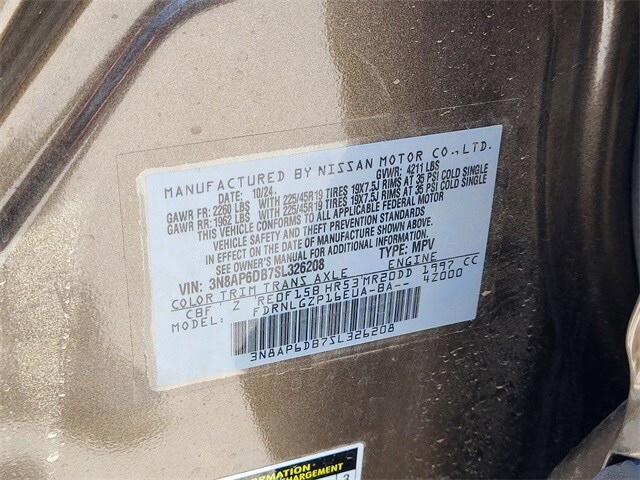 MANUFACTURED BY NISSAN MOTOR CO.,LTD.
DATE: 10/24 GVWR: 4211 LBS
GAWR FR: 2260 LBS WITH 225/45R19 TIRES 19X7.5J RIMS AT 35 PSI COLD SINGLE
GAWR RR: 1962 LBS WITH 225/45R19 TIRES 19X7.5J RIMS AT 35 PSI COLD SINGLE
THIS VEHICLE CONFORMS TO ALL APPLICABLE FEDERAL MOTOR
VEHICLE SAFETY AND THEFT PREVENTION STANDARDS
IN EFFECT ON THE DATE OF MANUFACTURE SHOWN ABOVE.
SEE OWNER'S MANUAL FOR ADDITIONAL INFORMATION.
VIN: 3N8AP6DB7SL326208 TYPE: MPV
COLOR TRIM TRANS AXLE ENGINE
CBF Z RE0F15B HR53 MR20DD 1997 CC
MODEL: FDRNLGZP16EUA-BA-- 4Z000
3N8AP6DB7SL326208